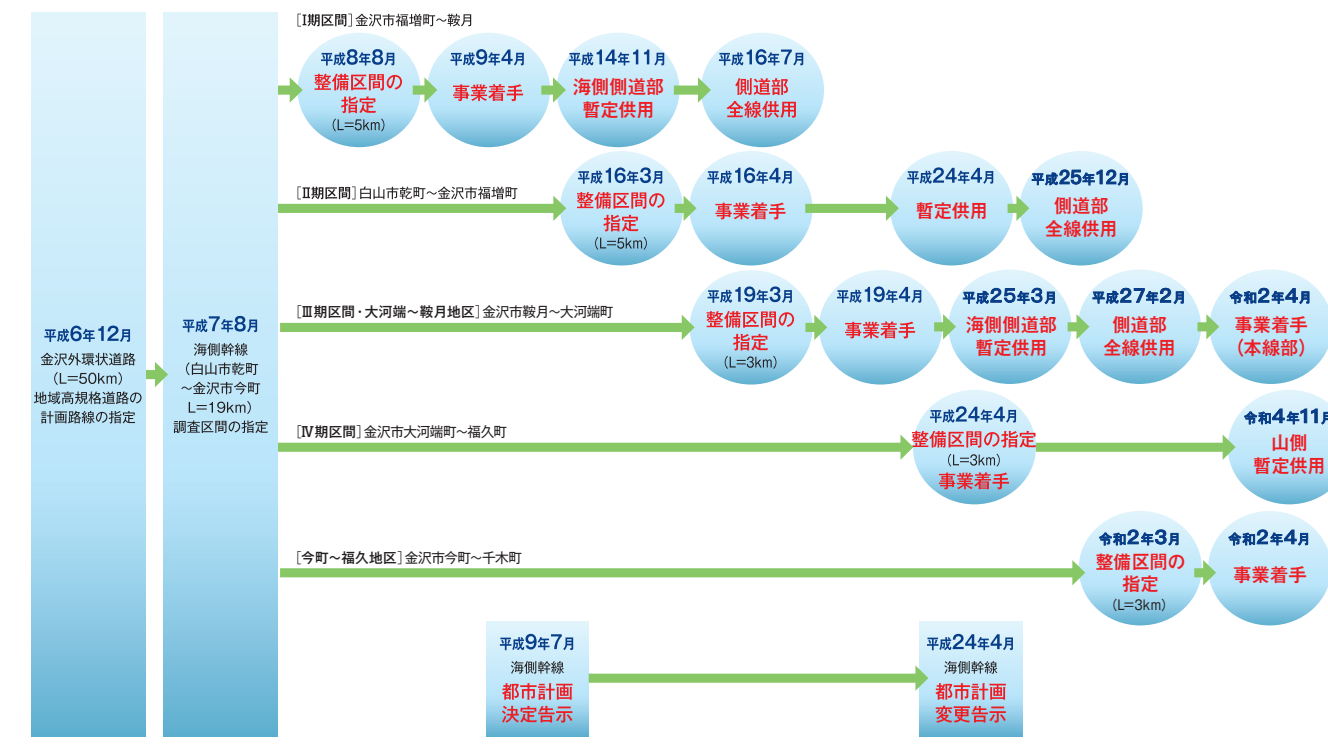 平成6年12月
金沢外環状道路
（L=50km）
地域高規格道路の
計画路線の指定
平成7年8月
海側幹線
（白山市乾町
～金沢市今町
L=19km）
調査区間の指定
［Ⅰ期区間］金沢市福増町～鞍月
平成8年8月
整備区間の
指定
（L=5km）
平成9年4月
事業着手
平成14年11月
海側側道部
暫定供用
平成16年7月
側道部
全線供用
［Ⅱ期区間］白山市乾町～金沢市福増町
平成16年3月
整備区間の
指定
（L=5km）
平成16年4月
事業着手
平成24年4月
暫定供用
平成25年12月
側道部
全線供用
［Ⅲ期区間・大河端～鞍月地区］金沢市鞍月～大河端町
平成19年3月
整備区間の
指定
（L=3km）
平成19年4月
事業着手
平成25年3月
海側側道部
暫定供用
平成27年2月
側道部
全線供用
令和2年4月
事業着手
（本線部）
［Ⅳ期区間］金沢市大河端町～福久町
平成24年4月
整備区間の指定
（L=3km）
事業着手
令和4年11月
山側
暫定供用
［今町～福久地区］金沢市今町～千木町
令和2年3月
整備区間の
指定
（L=3km）
令和2年4月
事業着手
平成9年7月
海側幹線
都市計画
決定告示
平成24年4月
海側幹線
都市計画
変更告示